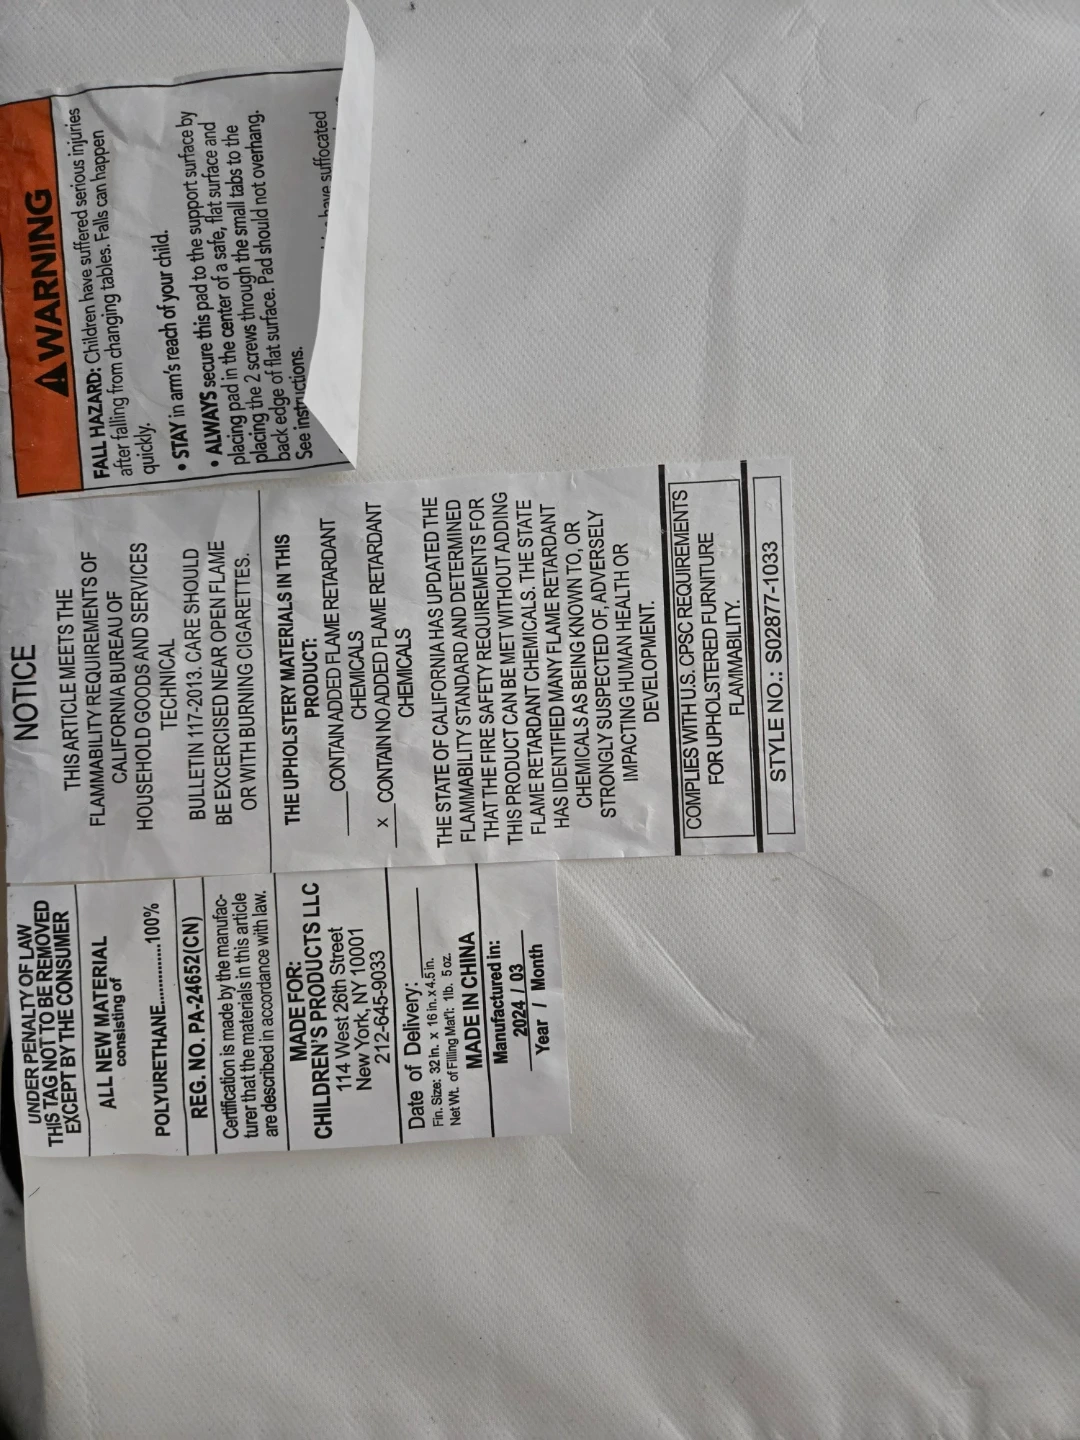 UNDER PENALTY OF LAW
THIS TAG NOT TO BE REMOVED
EXCEPT BY THE CONSUMER
ALL NEW MATERIAL
consisting of
POLYURETHANE..............100%
REG. NO. PA-24652(CN)
Certification is made by the manufac-
turer that the materials in this article
are described in accordance with law.
MADE FOR:
CHILDREN'S PRODUCTS LLC
114 West 26th Street
New York, NY 10001
212-645-9033
Date of Delivery:
Fin. Size: 32 in. x 16 in. x 4.5 in.
Net Wt. of Filling Mat'l: 1lb. 5 oz.
MADE IN CHINA
Manufactured in:
2024 / 03
Year / Month
NOTICE
THIS ARTICLE MEETS THE
FLAMMABILITY REQUIREMENTS OF
CALIFORNIA BUREAU OF
HOUSEHOLD GOODS AND SERVICES
TECHNICAL
BULLETIN 117-2013. CARE SHOULD
BE EXERCISED NEAR OPEN FLAME
OR WITH BURNING CIGARETTES.
THE UPHOLSTERY MATERIALS IN THIS
PRODUCT:
___CONTAIN ADDED FLAME RETARDANT
CHEMICALS
x CONTAIN NO ADDED FLAME RETARDANT
CHEMICALS
THE STATE OF CALIFORNIA HAS UPDATED THE
FLAMMABILITY STANDARD AND DETERMINED
THAT THE FIRE SAFETY REQUIREMENTS FOR
THIS PRODUCT CAN BE MET WITHOUT ADDING
FLAME RETARDANT CHEMICALS. THE STATE
HAS IDENTIFIED MANY FLAME RETARDANT
CHEMICALS AS BEING KNOWN TO, OR
STRONGLY SUSPECTED OF, ADVERSELY
IMPACTING HUMAN HEALTH OR
DEVELOPMENT.
COMPLIES WITH U.S. CPSC REQUIREMENTS
FOR UPHOLSTERED FURNITURE
FLAMMABILITY.
STYLE NO.: S02877-1033
WARNING
FALL HAZARD: Children have suffered serious injuries
after falling from changing tables. Falls can happen
quickly.
• STAY in arm's reach of your child.
• ALWAYS secure this pad to the support surface by
placing pad in the center of a safe, flat surface and
placing the 2 screws through the small tabs to the
back edge of flat surface. Pad should not overhang.
See instructions.
have suffocated